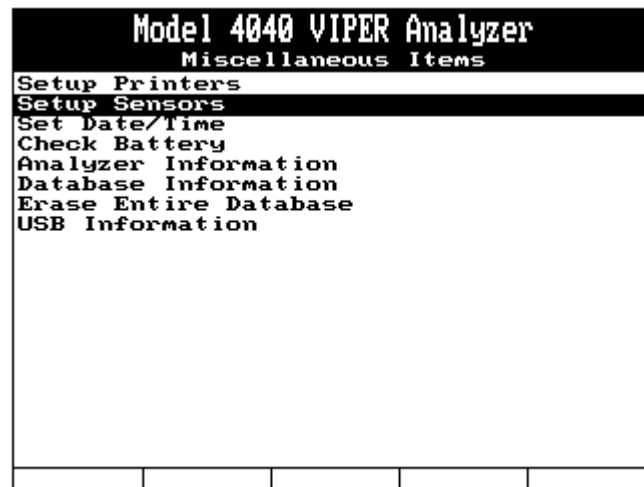 Model 4040 VIPER Analyzer
Miscellaneous Items
Setup Printers
Setup Sensors
Set Date/Time
Check Battery
Analyzer Information
Database Information
Erase Entire Database
USB Information